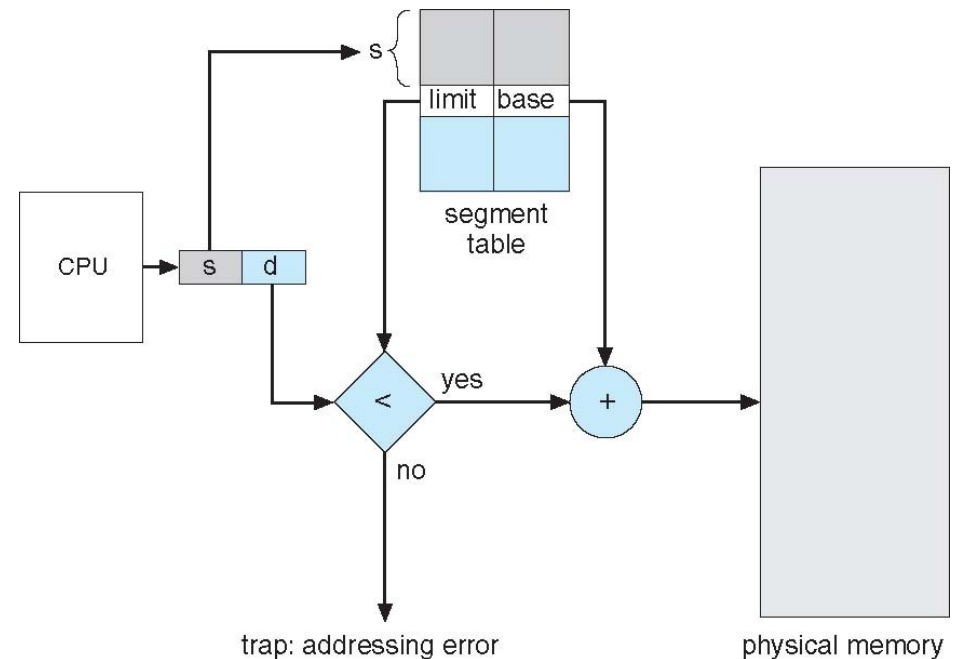 s
limit base
segment
table
CPU
s d
yes
<
+
no
trap: addressing error
physical memory